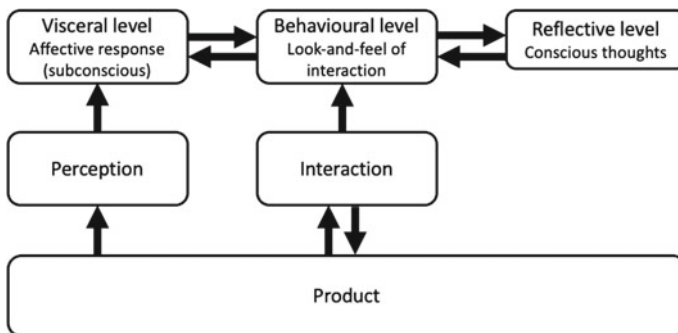 Visceral level
Affective response
(subconscious)
Behavioural level
Look-and-feel of
interaction
Reflective level
Conscious thoughts
Perception
Interaction
Product